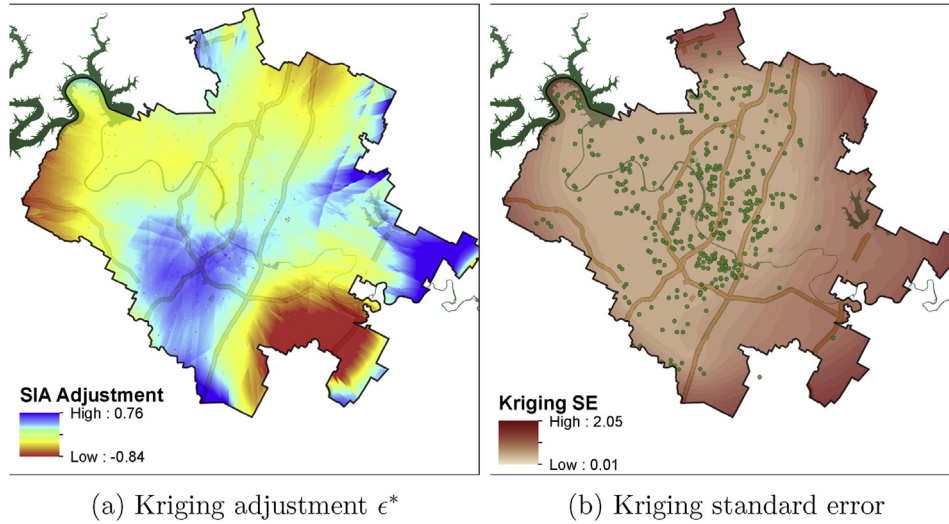 SIA Adjustment
High : 0.76
Low : -0.84
Kriging SE
High : 2.05
Low : 0.01
(a) Kriging adjustment ϵ*
(b) Kriging standard error